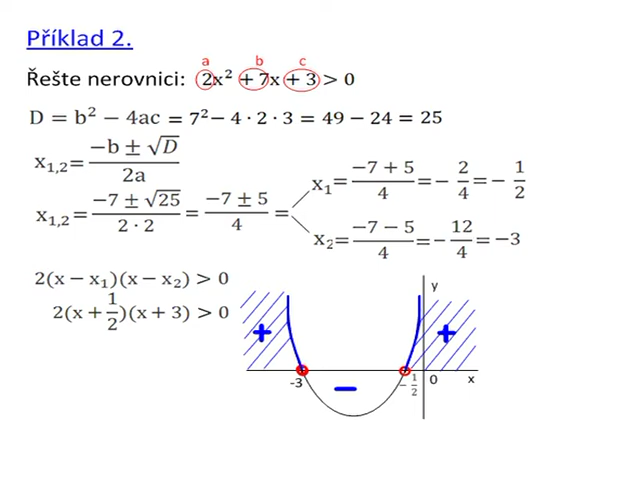 Příklad 2.
a b c
Řešte nerovnici: 2x² + 7x + 3 > 0
D = b² − 4ac = 7² − 4 · 2 · 3 = 49 − 24 = 25
x₁,₂ = (−b ± √D) / 2a
x₁,₂ = (−7 ± √25) / (2 · 2) = (−7 ± 5) / 4 =
x₁ = (−7 + 5) / 4 = − 2/4 = − 1/2
x₂ = (−7 − 5) / 4 = − 12/4 = −3
2(x − x₁)(x − x₂) > 0
2(x + 1/2)(x + 3) > 0
y
+ +
−
-3 − 1/2 0 x